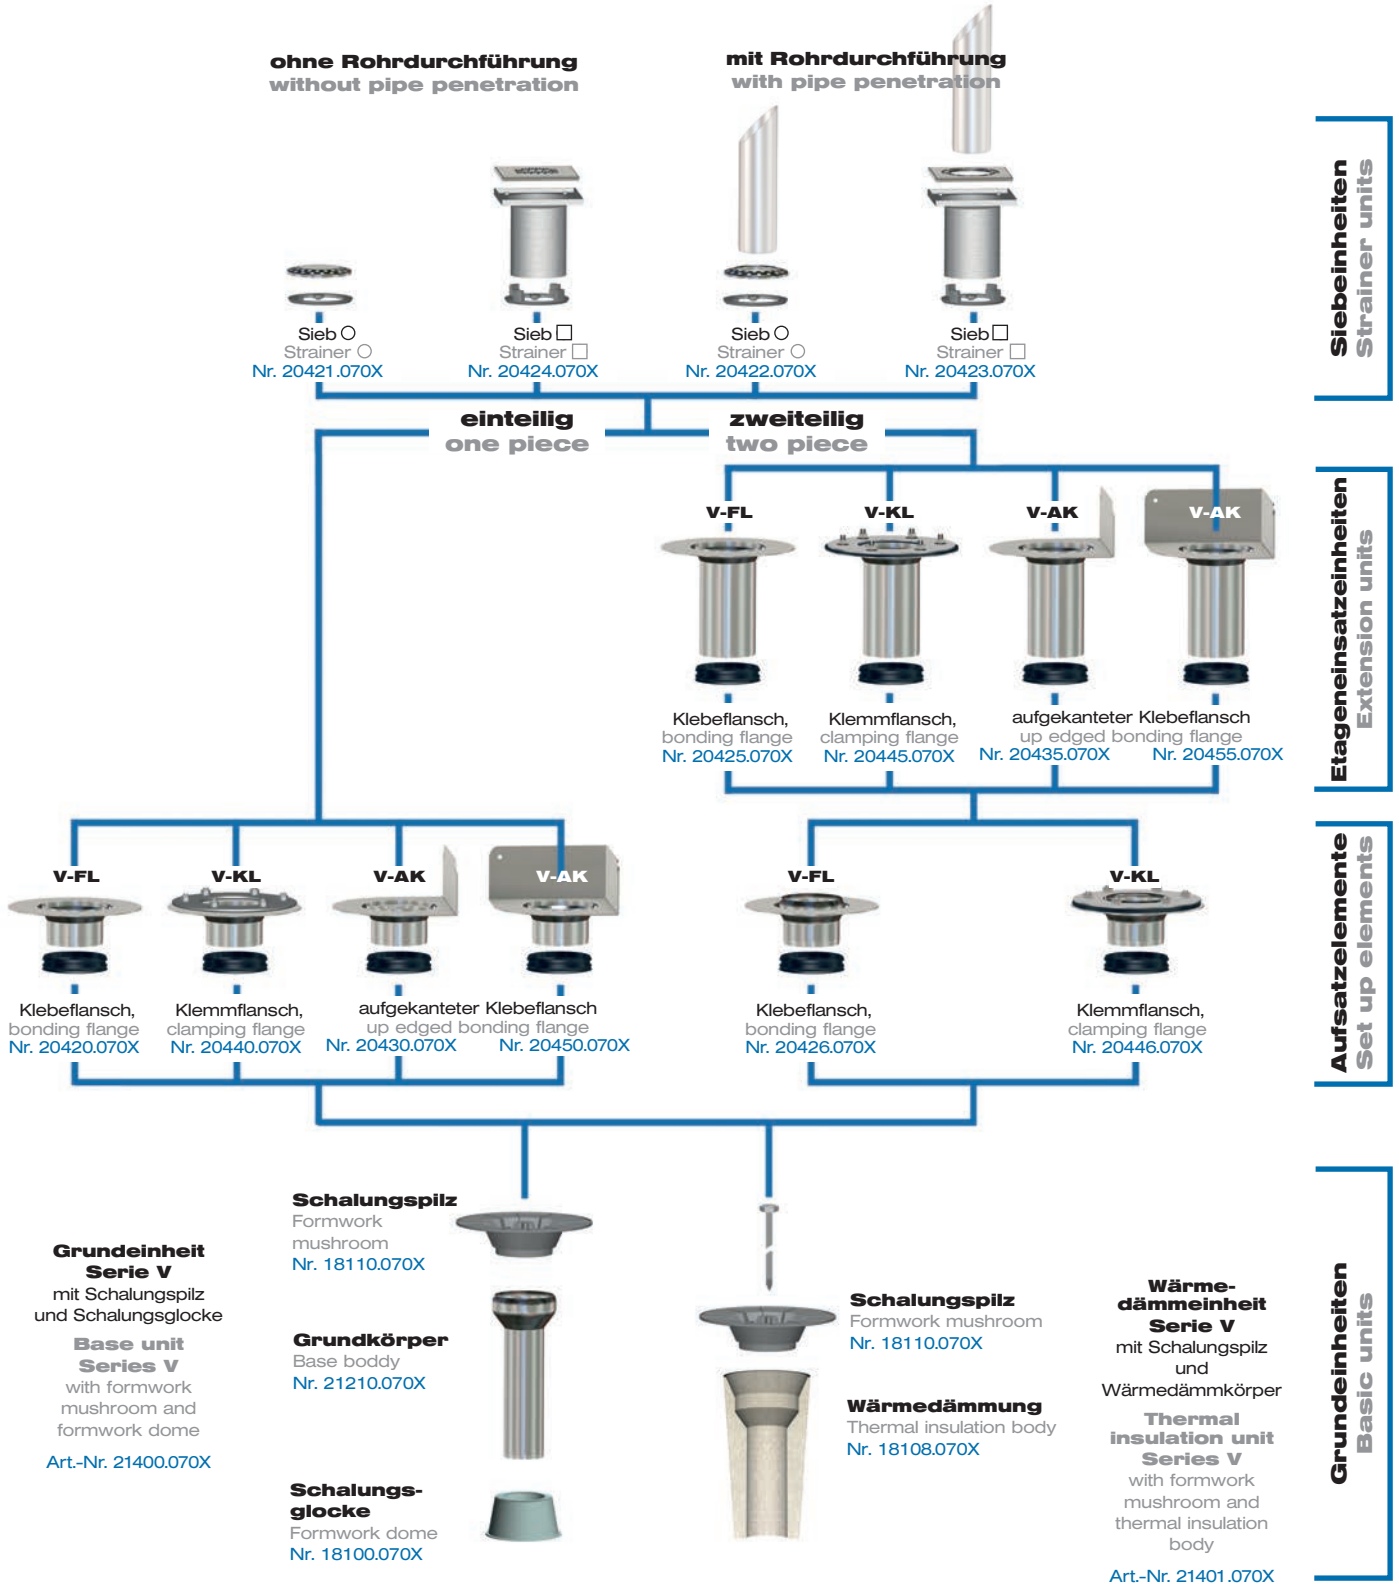 ohne Rohrdurchführung
without pipe penetration
mit Rohrdurchführung
with pipe penetration
Sieb ○
Strainer ○
Nr. 20421.070X
Sieb □
Strainer □
Nr. 20424.070X
Sieb ○
Strainer ○
Nr. 20422.070X
Sieb □
Strainer □
Nr. 20423.070X
Siebeinheiten
Strainer units
einteilig
one piece
zweiteilig
two piece
V-FL
V-KL
V-AK
V-AK
Klebeflansch,
bonding flange
Nr. 20425.070X
Klemmflansch,
clamping flange
Nr. 20445.070X
aufgekanteter Klebeflansch
up edged bonding flange
Nr. 20435.070X
Nr. 20455.070X
Etageneinsatzeinheiten
Extension units
V-FL
V-KL
V-AK
V-AK
V-FL
V-KL
Klebeflansch,
bonding flange
Nr. 20420.070X
Klemmflansch,
clamping flange
Nr. 20440.070X
aufgekanteter Klebeflansch
up edged bonding flange
Nr. 20430.070X
Nr. 20450.070X
Klebeflansch,
bonding flange
Nr. 20426.070X
Klemmflansch,
clamping flange
Nr. 20446.070X
Aufsatzelemente
Set up elements
Grundeinheit
Serie V
mit Schalungspilz
und Schalungsglocke
Base unit
Series V
with formwork
mushroom and
formwork dome
Art.-Nr. 21400.070X
Schalungspilz
Formwork
mushroom
Nr. 18110.070X
Grundkörper
Base boddy
Nr. 21210.070X
Schalungs-
glocke
Formwork dome
Nr. 18100.070X
Schalungspilz
Formwork mushroom
Nr. 18110.070X
Wärmedämmung
Thermal insulation body
Nr. 18108.070X
Wärme-
dämmeinheit
Serie V
mit Schalungspilz
und
Wärmedämmkörper
Thermal
insulation unit
Series V
with formwork
mushroom and
thermal insulation
body
Art.-Nr. 21401.070X
Grundeinheiten
Basic units